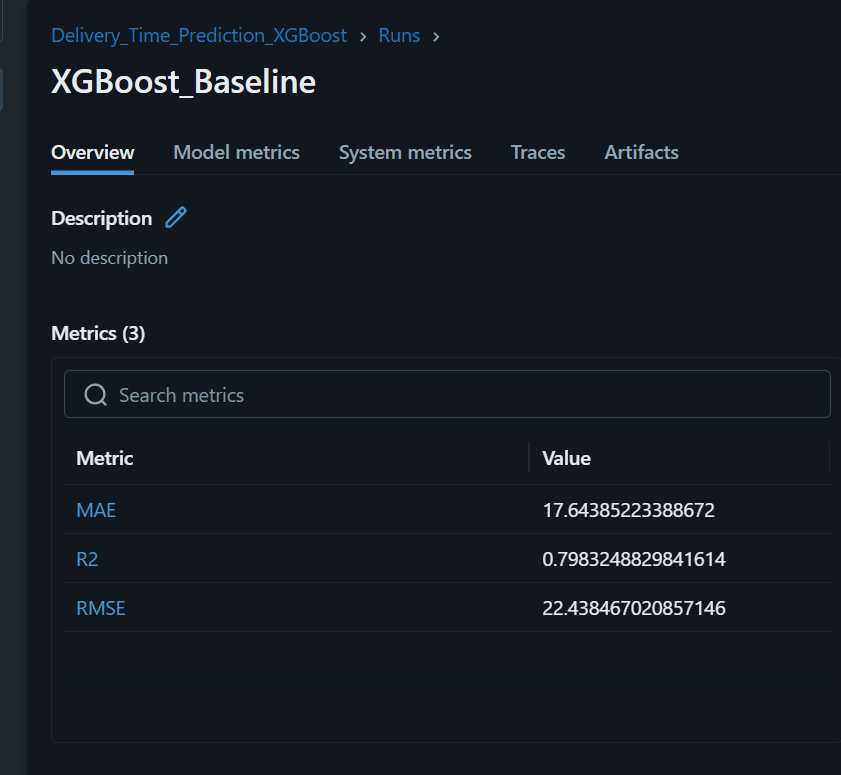 Delivery_Time_Prediction_XGBoost › Runs ›
XGBoost_Baseline
Overview Model metrics System metrics Traces Artifacts
Description
No description
Metrics (3)
Search metrics
Metric Value
MAE 17.64385223388672
R2 0.7983248829841614
RMSE 22.438467020857146